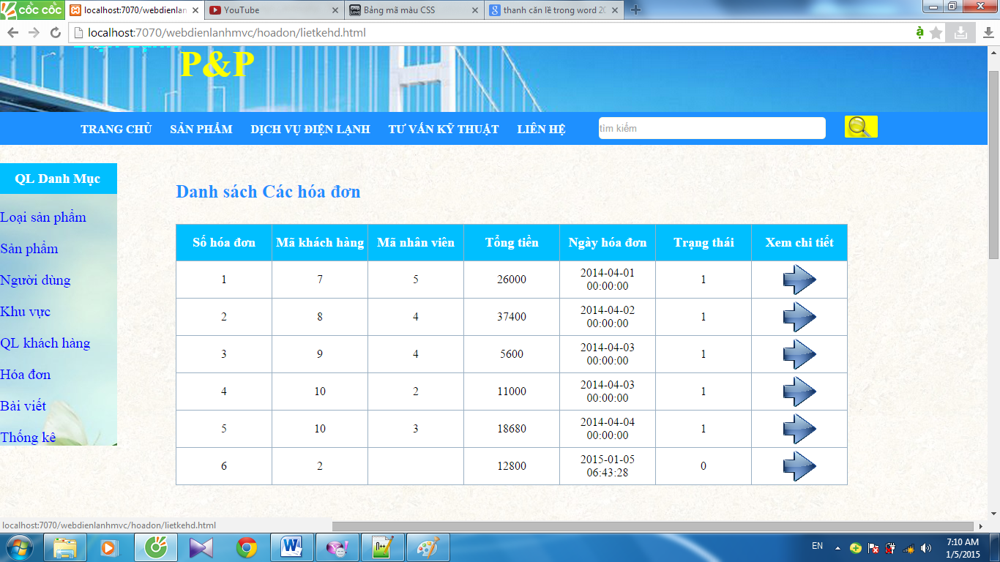 cốc cốc
localhost:7070/webdienlan
YouTube
Bảng mã màu CSS
thanh căn lề trong word 20
localhost:7070/webdienlanhmvc/hoadon/lietkehd.html
P&P
TRANG CHỦ SẢN PHẨM DỊCH VỤ ĐIỆN LẠNH TƯ VẤN KỸ THUẬT LIÊN HỆ tìm kiếm
QL Danh Mục
Loại sản phẩm
Sản phẩm
Người dùng
Khu vực
QL khách hàng
Hóa đơn
Bài viết
Thống kê
Danh sách Các hóa đơn
Số hóa đơn Mã khách hàng Mã nhân viên Tổng tiền Ngày hóa đơn Trạng thái Xem chi tiết
1 7 5 26000 2014-04-01 00:00:00 1
2 8 4 37400 2014-04-02 00:00:00 1
3 9 4 5600 2014-04-03 00:00:00 1
4 10 2 11000 2014-04-03 00:00:00 1
5 10 3 18680 2014-04-04 00:00:00 1
6 2 12800 2015-01-05 06:43:28 0
localhost:7070/webdienlanhmvc/hoadon/lietkehd.html
EN
7:10 AM
1/5/2015